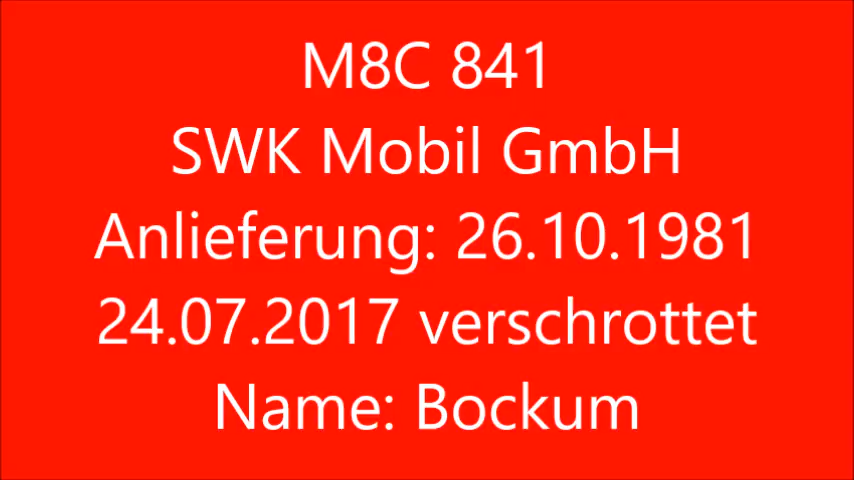 M8C 841
SWK Mobil GmbH
Anlieferung: 26.10.1981
24.07.2017 verschrottet
Name: Bockum